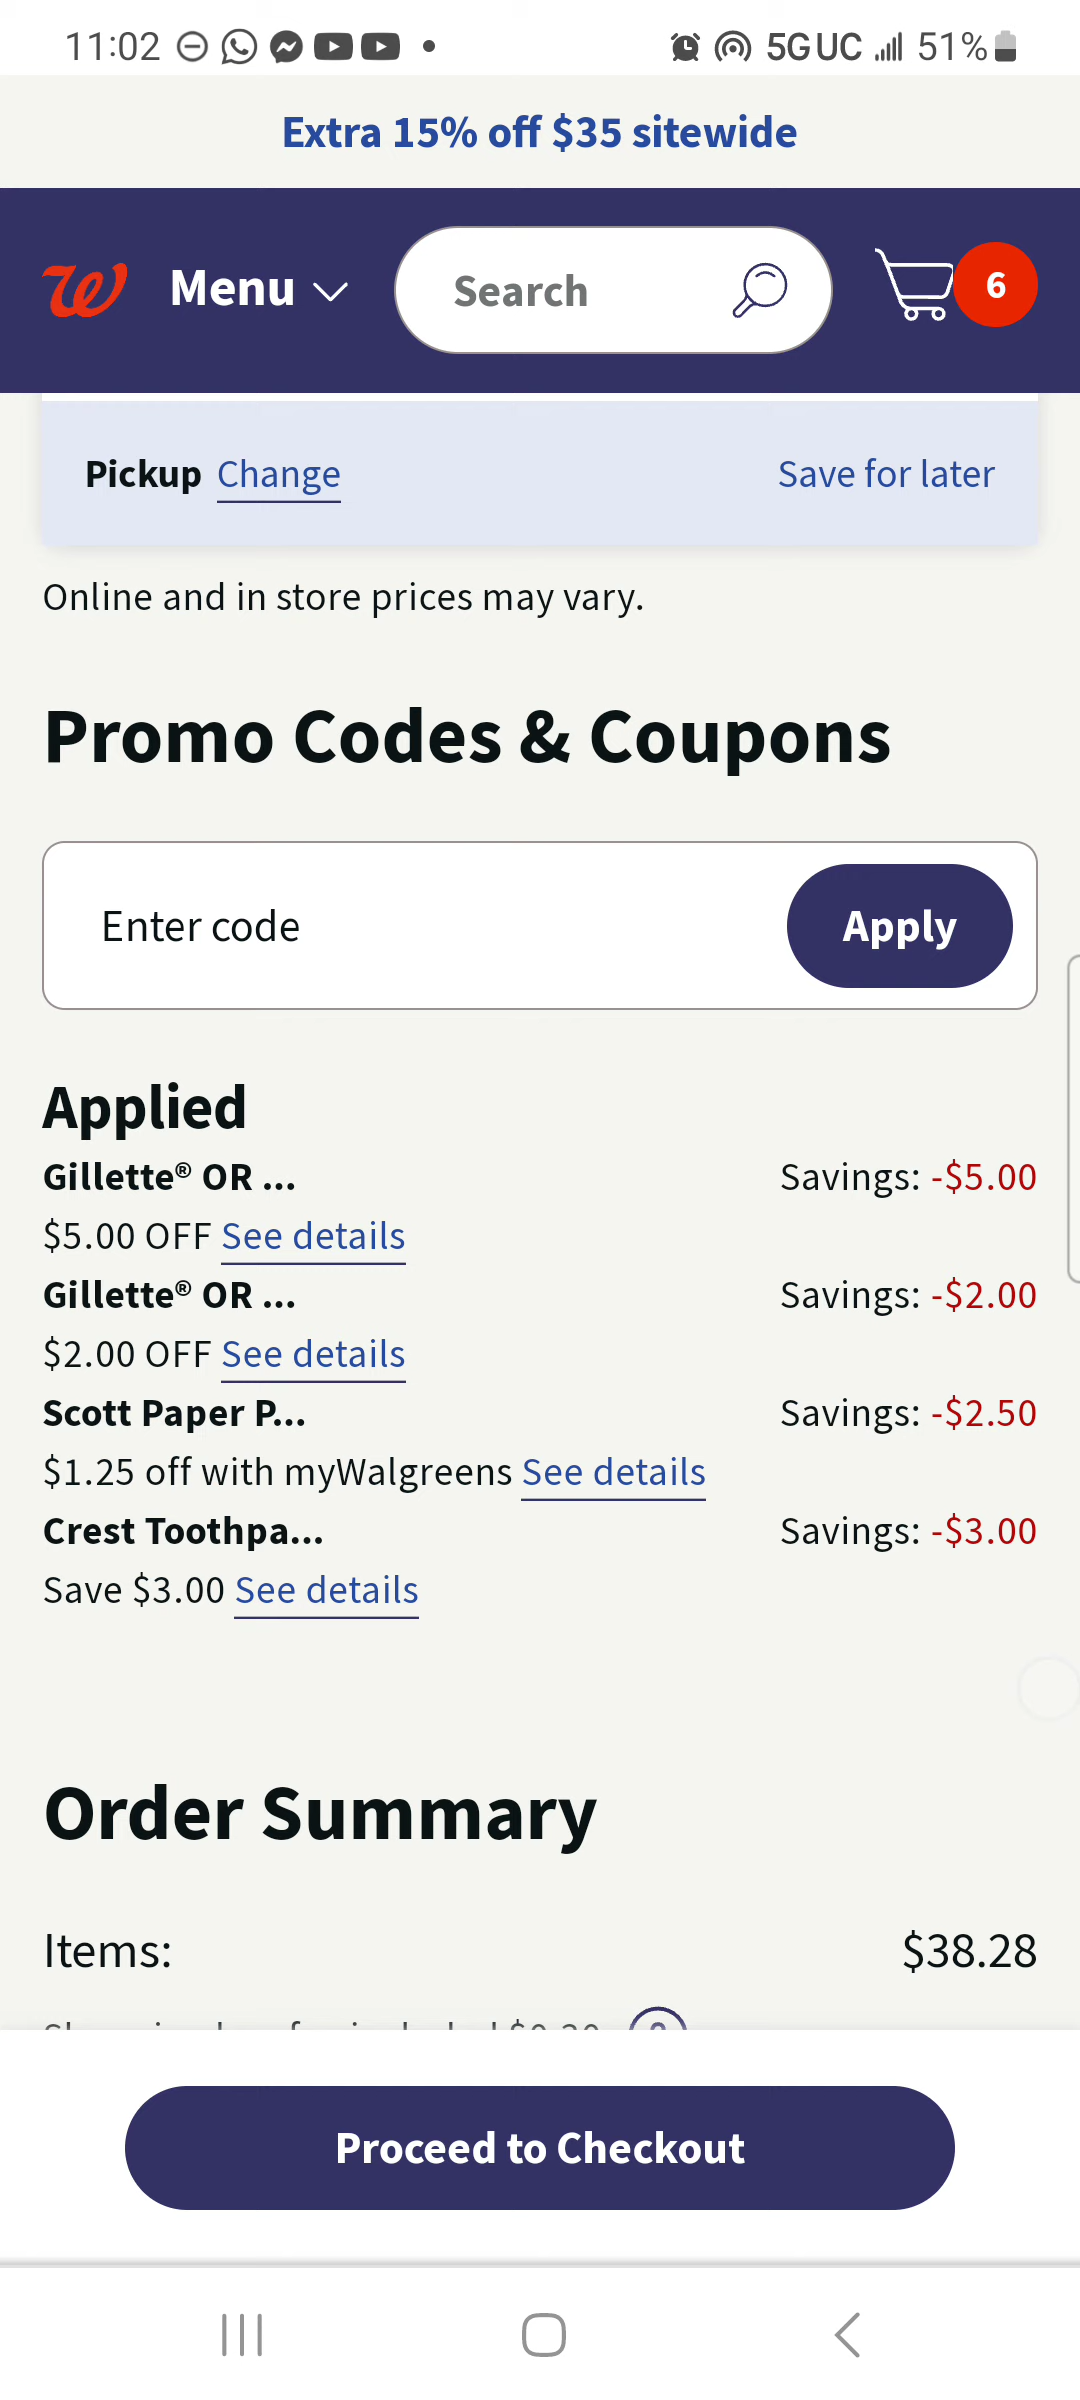 11:02
5G UC 51%
Extra 15% off $35 sitewide
W Menu Search 6
Pickup Change Save for later
Online and in store prices may vary.
Promo Codes & Coupons
Enter code Apply
Applied
Gillette® OR ... Savings: -$5.00
$5.00 OFF See details
Gillette® OR ... Savings: -$2.00
$2.00 OFF See details
Scott Paper P... Savings: -$2.50
$1.25 off with myWalgreens See details
Crest Toothpa... Savings: -$3.00
Save $3.00 See details
Order Summary
Items: $38.28
Proceed to Checkout